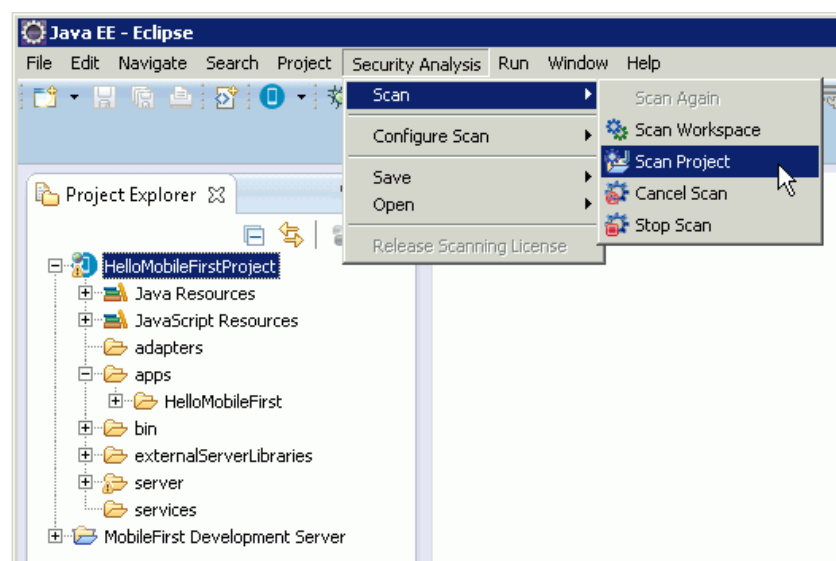 Java EE - Eclipse
File Edit Navigate Search Project Security Analysis Run Window Help
Scan
Configure Scan
Save
Open
Release Scanning License
Scan Again
Scan Workspace
Scan Project
Cancel Scan
Stop Scan
Project Explorer
HelloMobileFirstProject
Java Resources
JavaScript Resources
adapters
apps
HelloMobileFirst
bin
externalServerLibraries
server
services
MobileFirst Development Server